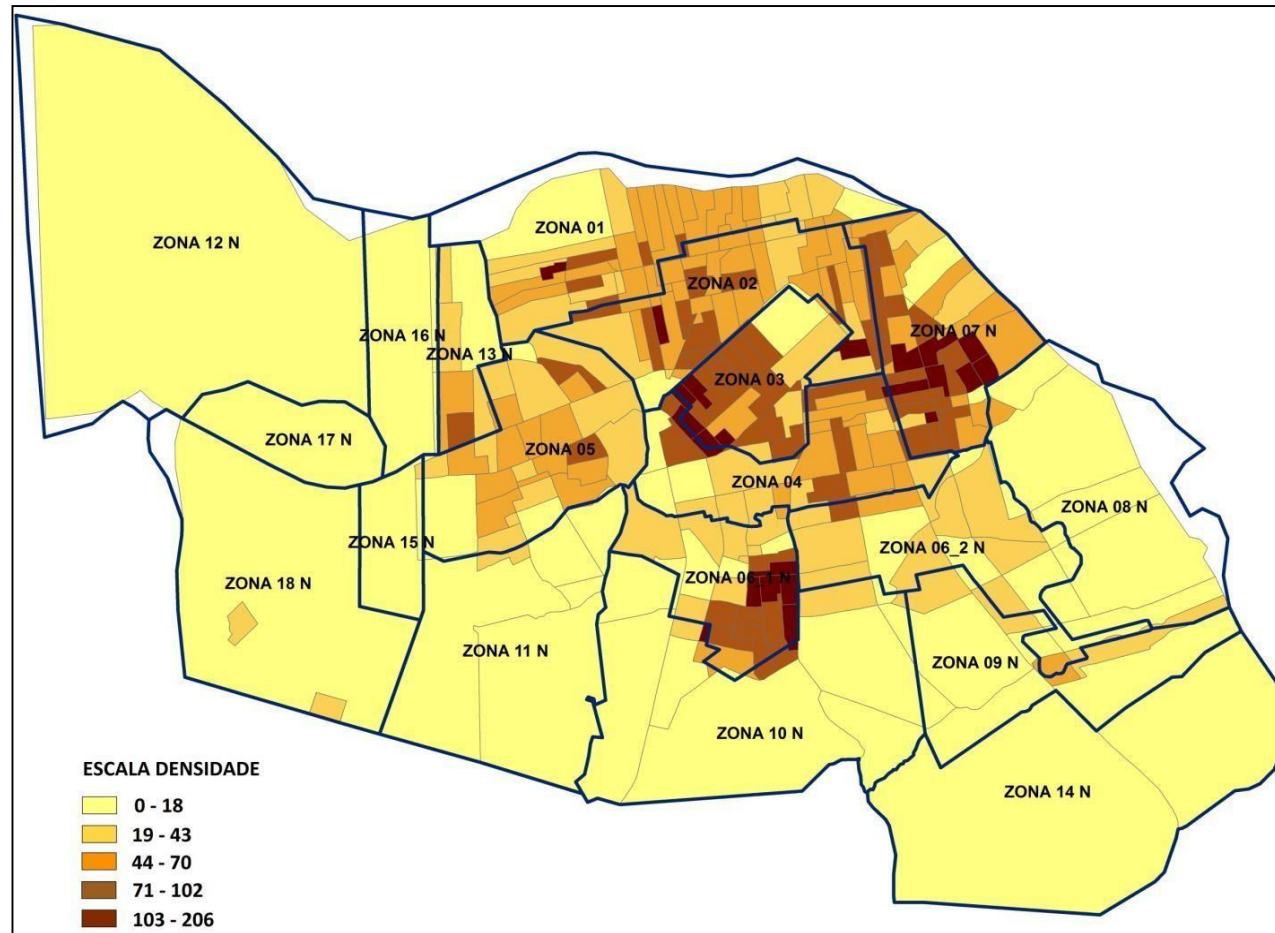 ZONA 01
ZONA 12 N
ZONA 02
ZONA 16 N
ZONA 07 N
ZONA 13 N
ZONA 03
ZONA 17 N
ZONA 05
ZONA 04
ZONA 08 N
ZONA 15 N
ZONA 06_2 N
ZONA 18 N
ZONA 06_1 N
ZONA 11 N
ZONA 09 N
ZONA 10 N
ZONA 14 N
ESCALA DENSIDADE
0 - 18
19 - 43
44 - 70
71 - 102
103 - 206